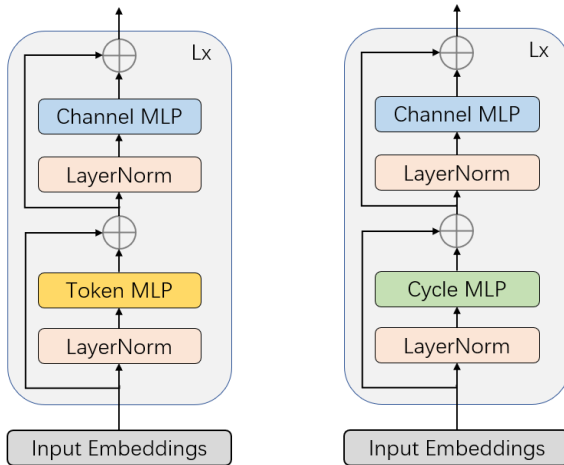 Lx
Channel MLP
LayerNorm
Token MLP
LayerNorm
Input Embeddings
Lx
Channel MLP
LayerNorm
Cycle MLP
LayerNorm
Input Embeddings